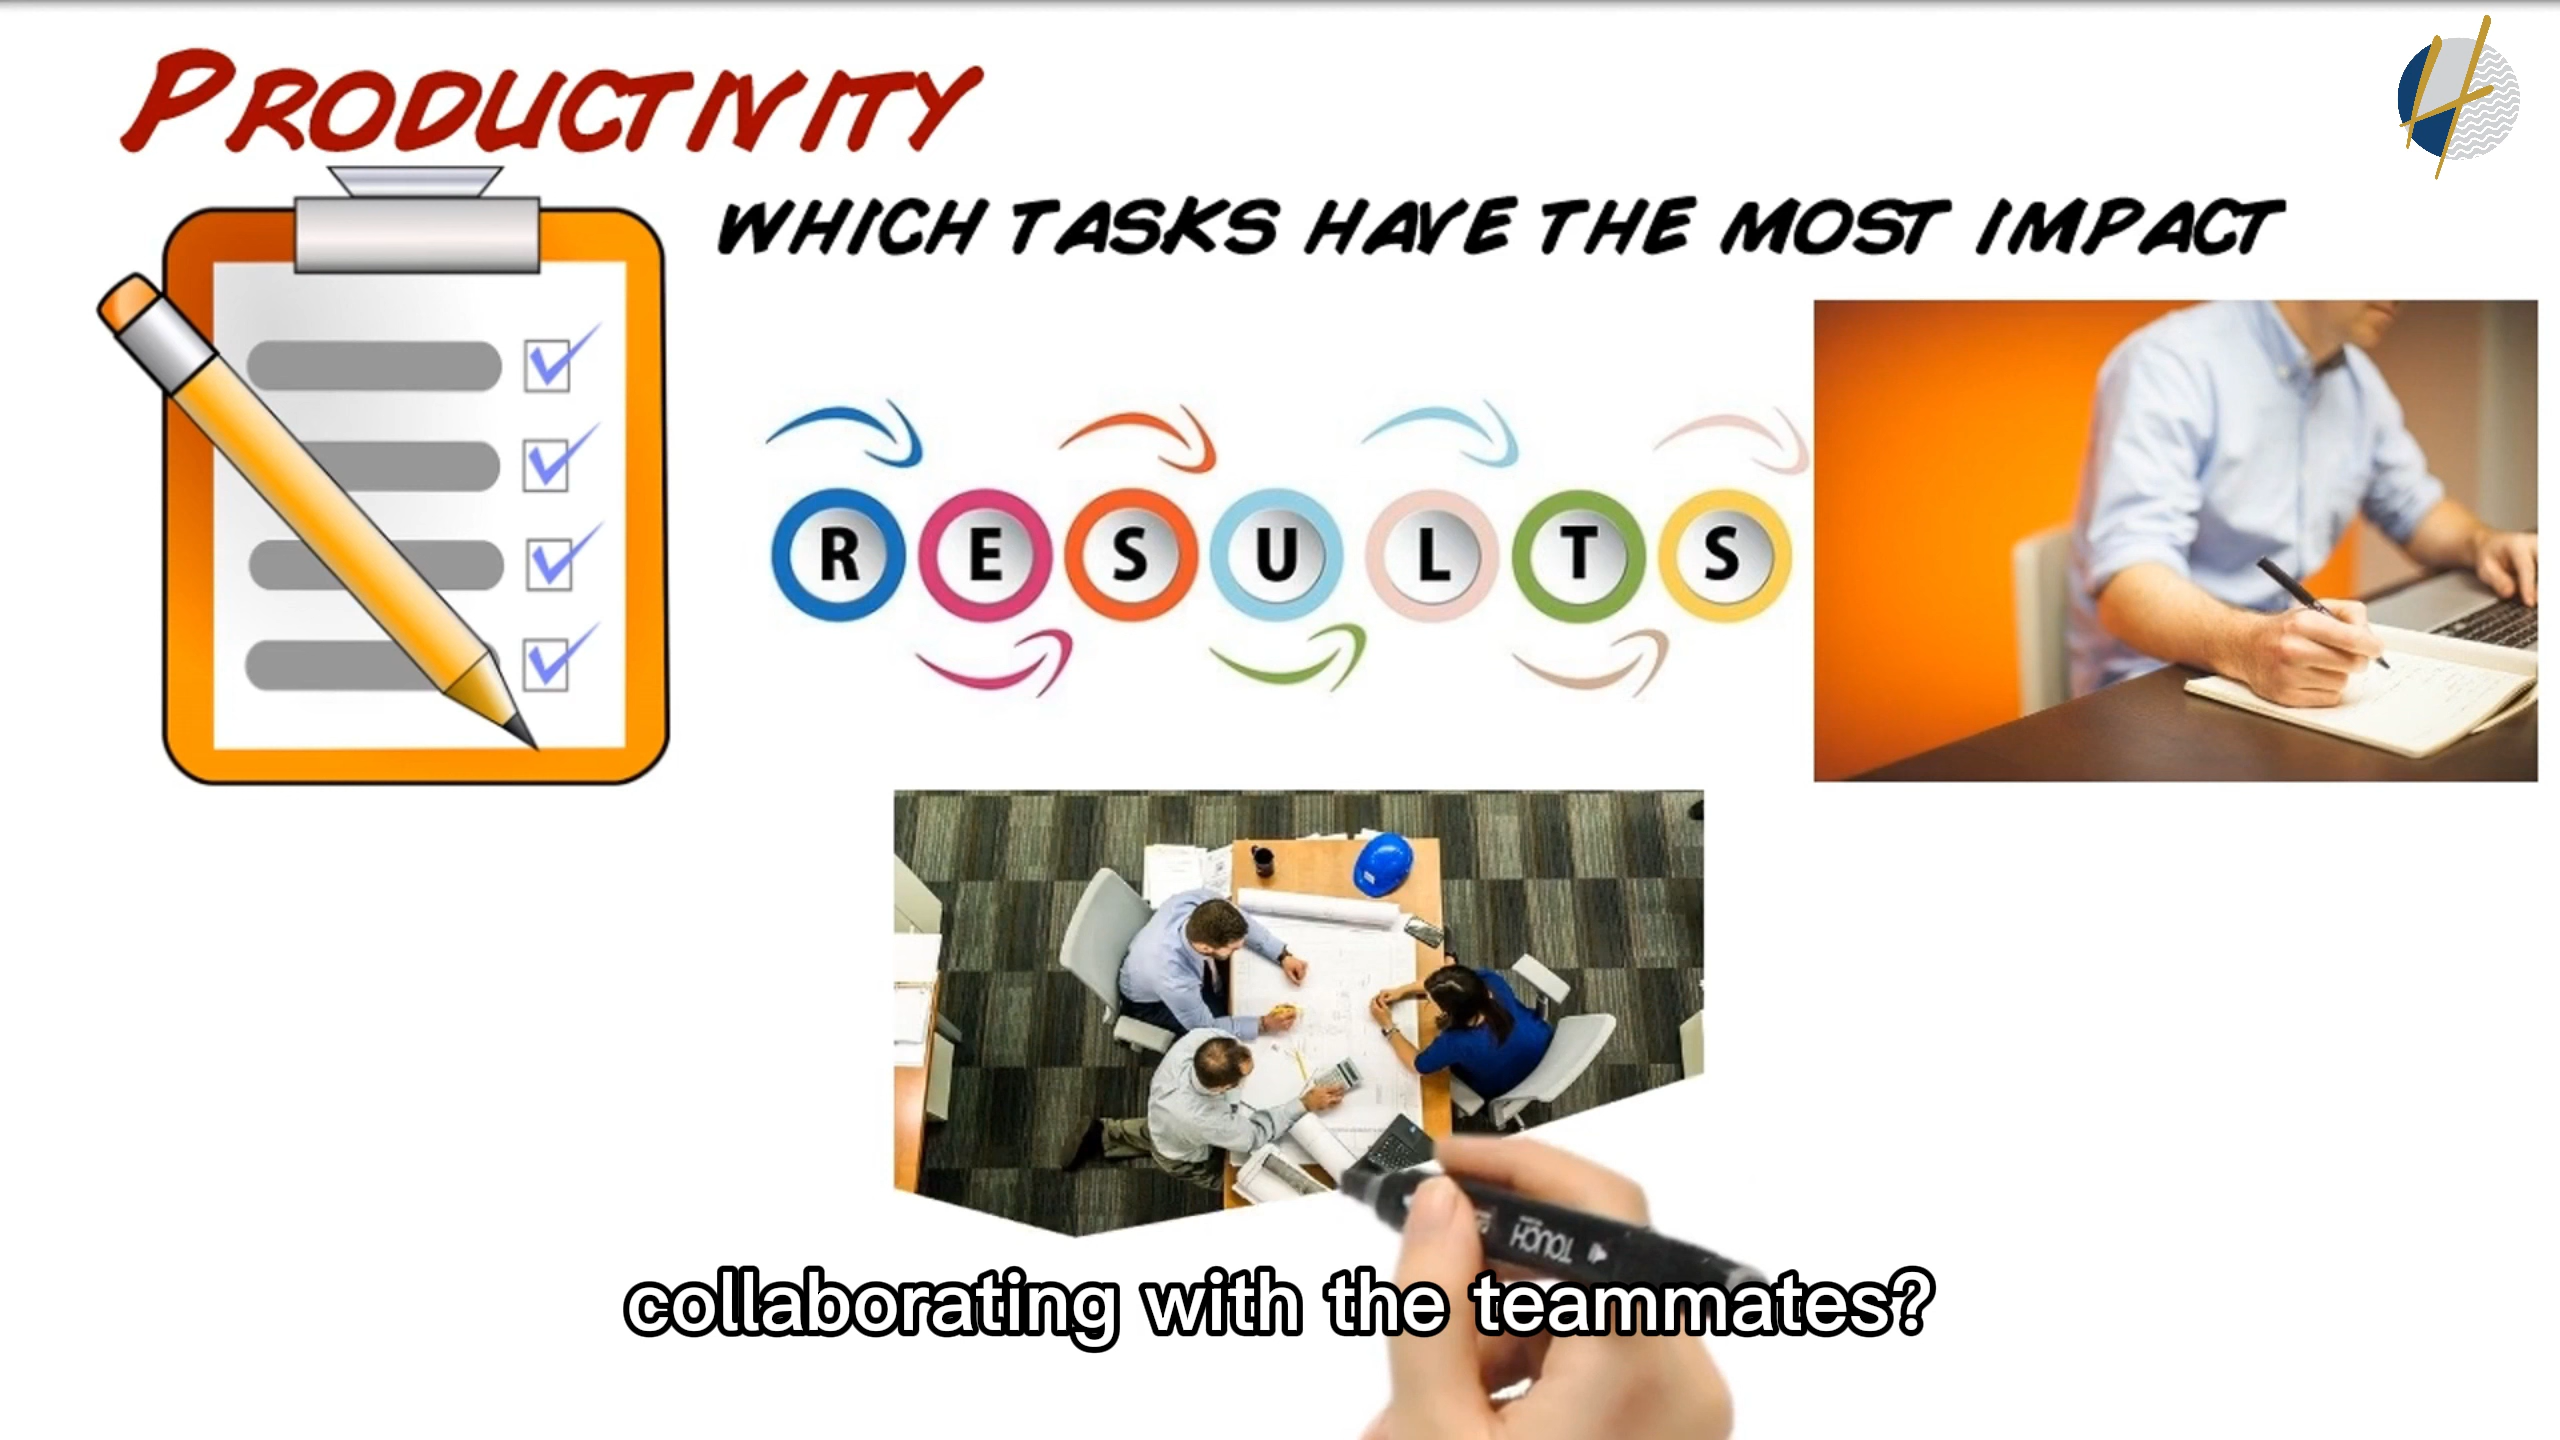 PRODUCTIVITY
WHICH TASKS HAVE THE MOST IMPACT
RESULTS
TOUCH
collaborating with the teammates?